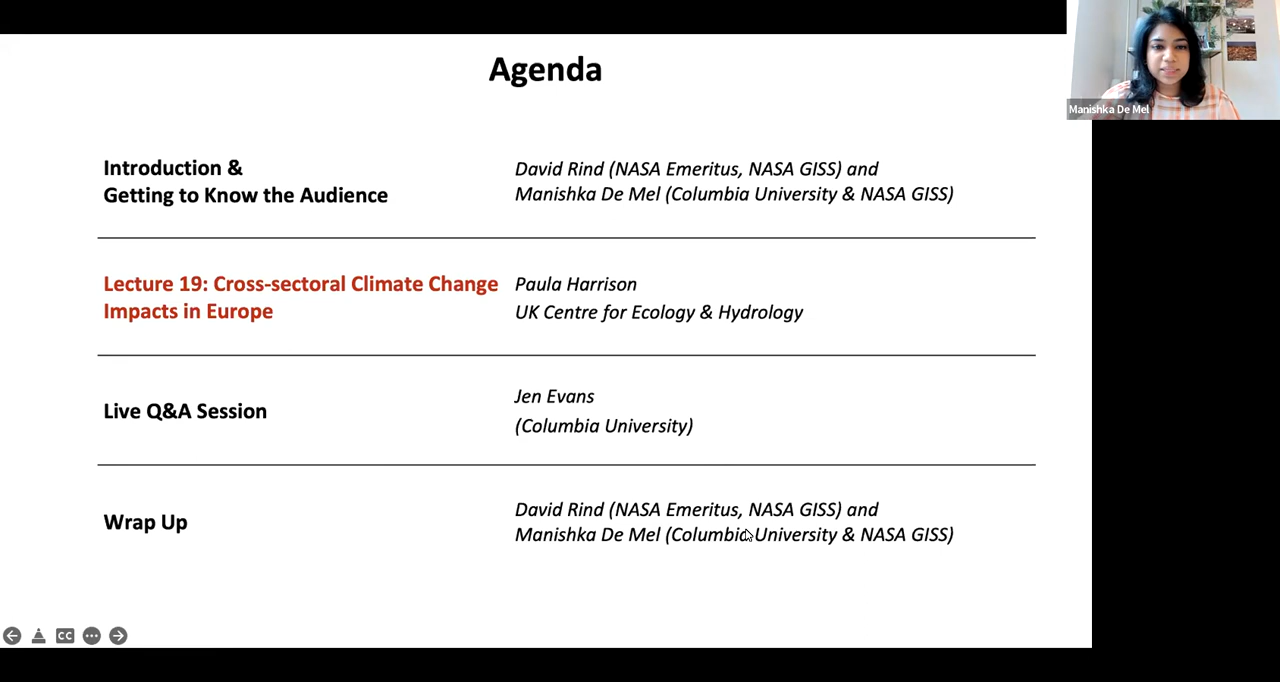 Agenda
Manishka De Mel
Introduction &
Getting to Know the Audience
David Rind (NASA Emeritus, NASA GISS) and
Manishka De Mel (Columbia University & NASA GISS)
Lecture 19: Cross-sectoral Climate Change
Impacts in Europe
Paula Harrison
UK Centre for Ecology & Hydrology
Live Q&A Session
Jen Evans
(Columbia University)
Wrap Up
David Rind (NASA Emeritus, NASA GISS) and
Manishka De Mel (Columbia University & NASA GISS)
CC